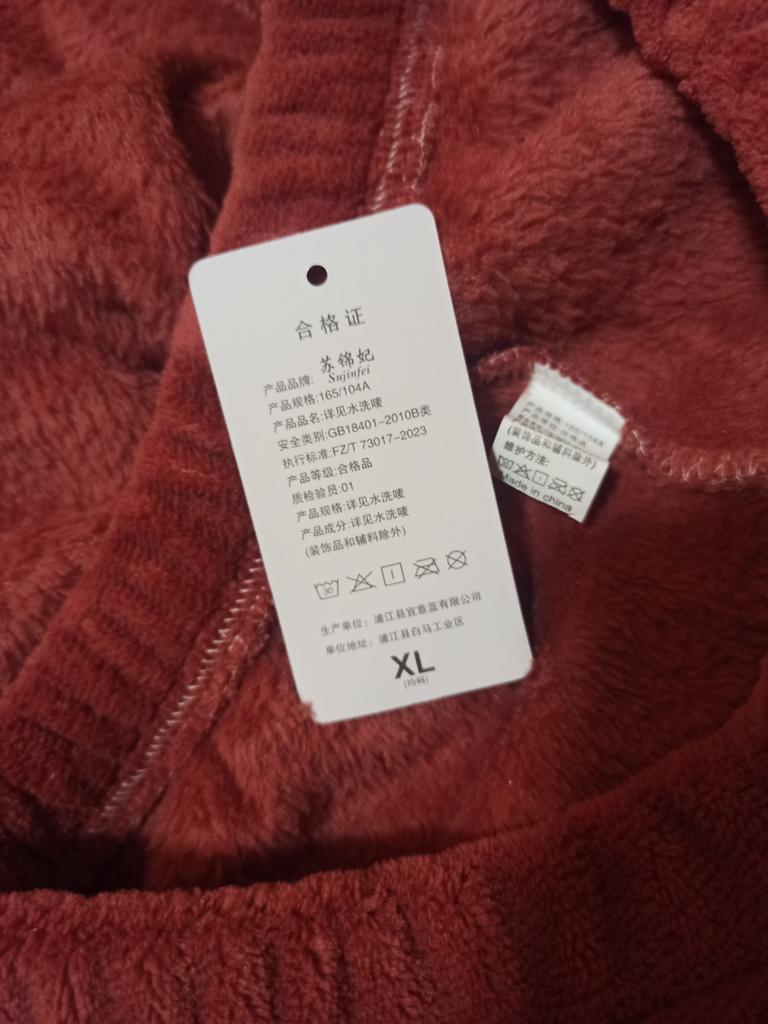 合格证
产品品牌: 苏锦妃
Sujinfei
产品规格:165/104A
产品品名:详见水洗唛
安全类别:GB18401-2010B类
执行标准:FZ/T 73017-2023
产品等级:合格品
质检验员:01
产品规格:详见水洗唛
产品成分:详见水洗唛
(装饰品和辅料除外)
30
生产单位: 浦江县宜意蓝有限公司
单位地址: 浦江县白马工业区
XL
(均码)
产品规格:165/104A
(装饰品和辅料除外)
维护方法:
Made in china